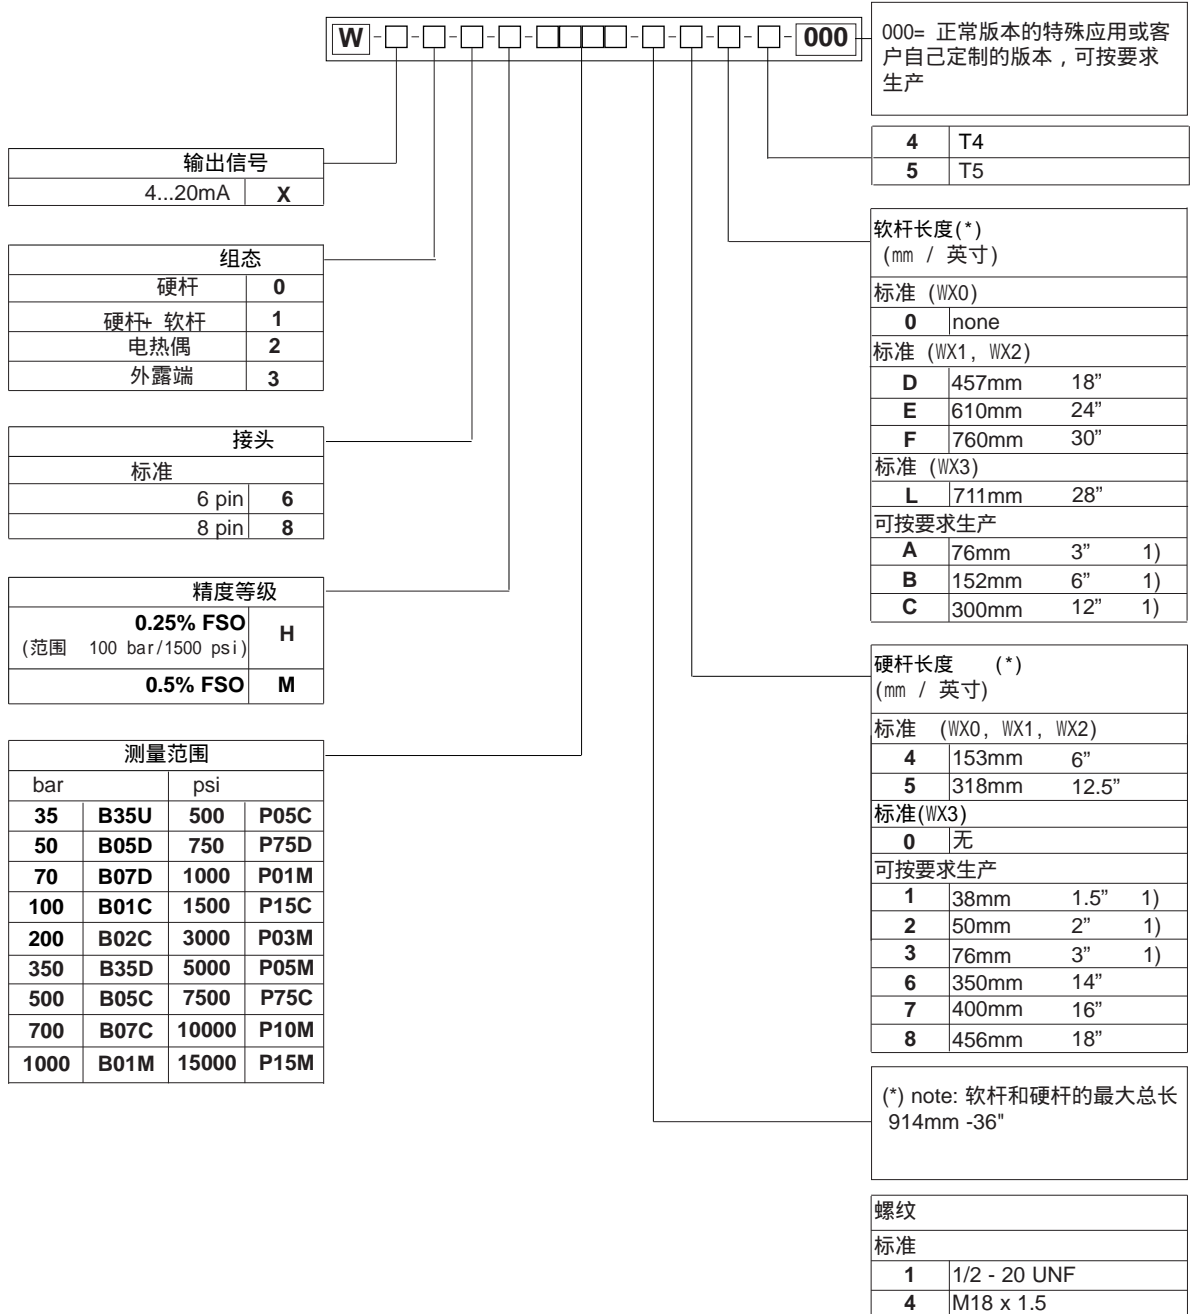 W - - - - - - - - - 000
000= 正常版本的特殊应用或客
户自己定制的版本，可按要求
生产
4 T4
5 T5
输出信号
4...20mA X
组态
硬杆 0
硬杆+ 软杆 1
电热偶 2
外露端 3
接头
标准
6 pin 6
8 pin 8
精度等级
0.25% FSO H
(范围 100 bar/1500 psi)
0.5% FSO M
测量范围
bar psi
35 B35U 500 P05C
50 B05D 750 P75D
70 B07D 1000 P01M
100 B01C 1500 P15C
200 B02C 3000 P03M
350 B35D 5000 P05M
500 B05C 7500 P75C
700 B07C 10000 P10M
1000 B01M 15000 P15M
软杆长度(*)
(mm / 英寸)
标准 (WX0)
0 none
标准 (WX1, WX2)
D 457mm 18”
E 610mm 24”
F 760mm 30”
标准 (WX3)
L 711mm 28”
可按要求生产
A 76mm 3” 1)
B 152mm 6” 1)
C 300mm 12” 1)
硬杆长度 (*)
(mm / 英寸)
标准 (WX0, WX1, WX2)
4 153mm 6”
5 318mm 12.5”
标准(WX3)
0 无
可按要求生产
1 38mm 1.5” 1)
2 50mm 2” 1)
3 76mm 3” 1)
6 350mm 14”
7 400mm 16”
8 456mm 18”
(*) note: 软杆和硬杆的最大总长
914mm -36"
螺纹
标准
1 1/2 - 20 UNF
4 M18 x 1.5